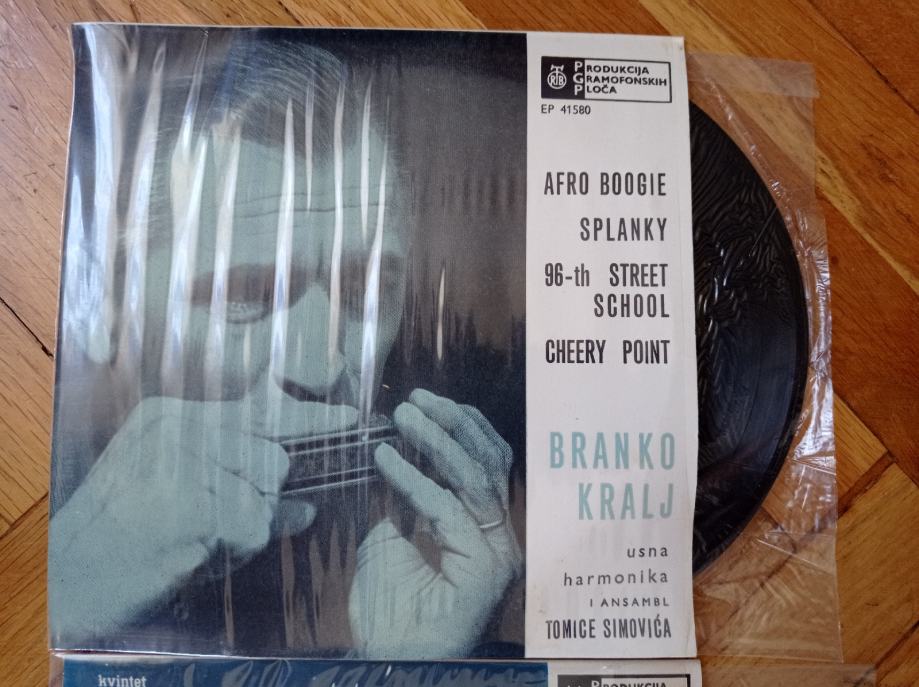 RTB
PRODUKCIJA
GRAMOFONSKIH
PLOČA
EP 41580
AFRO BOOGIE
SPLANKY
96-th STREET
SCHOOL
CHEERY POINT
BRANKO
KRALJ
usna
harmonika
I ANSAMBL
TOMICE SIMOVIĆA
kvintet
PRODUKCIJA